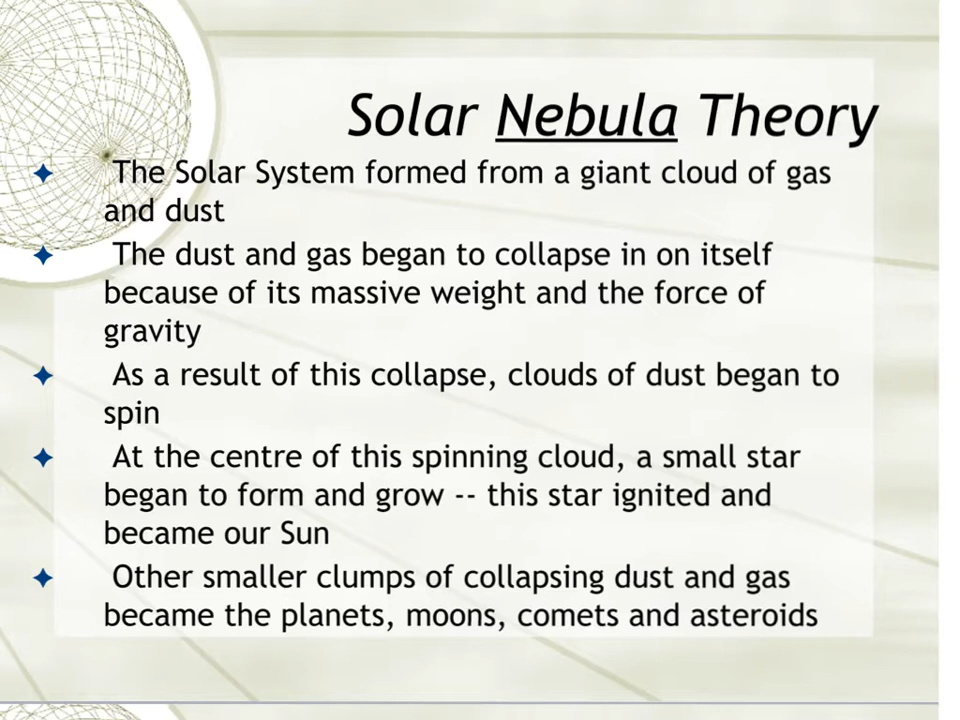 Solar Nebula Theory
The Solar System formed from a giant cloud of gas
and dust
The dust and gas began to collapse in on itself
because of its massive weight and the force of
gravity
As a result of this collapse, clouds of dust began to
spin
At the centre of this spinning cloud, a small star
began to form and grow -- this star ignited and
became our Sun
Other smaller clumps of collapsing dust and gas
became the planets, moons, comets and asteroids